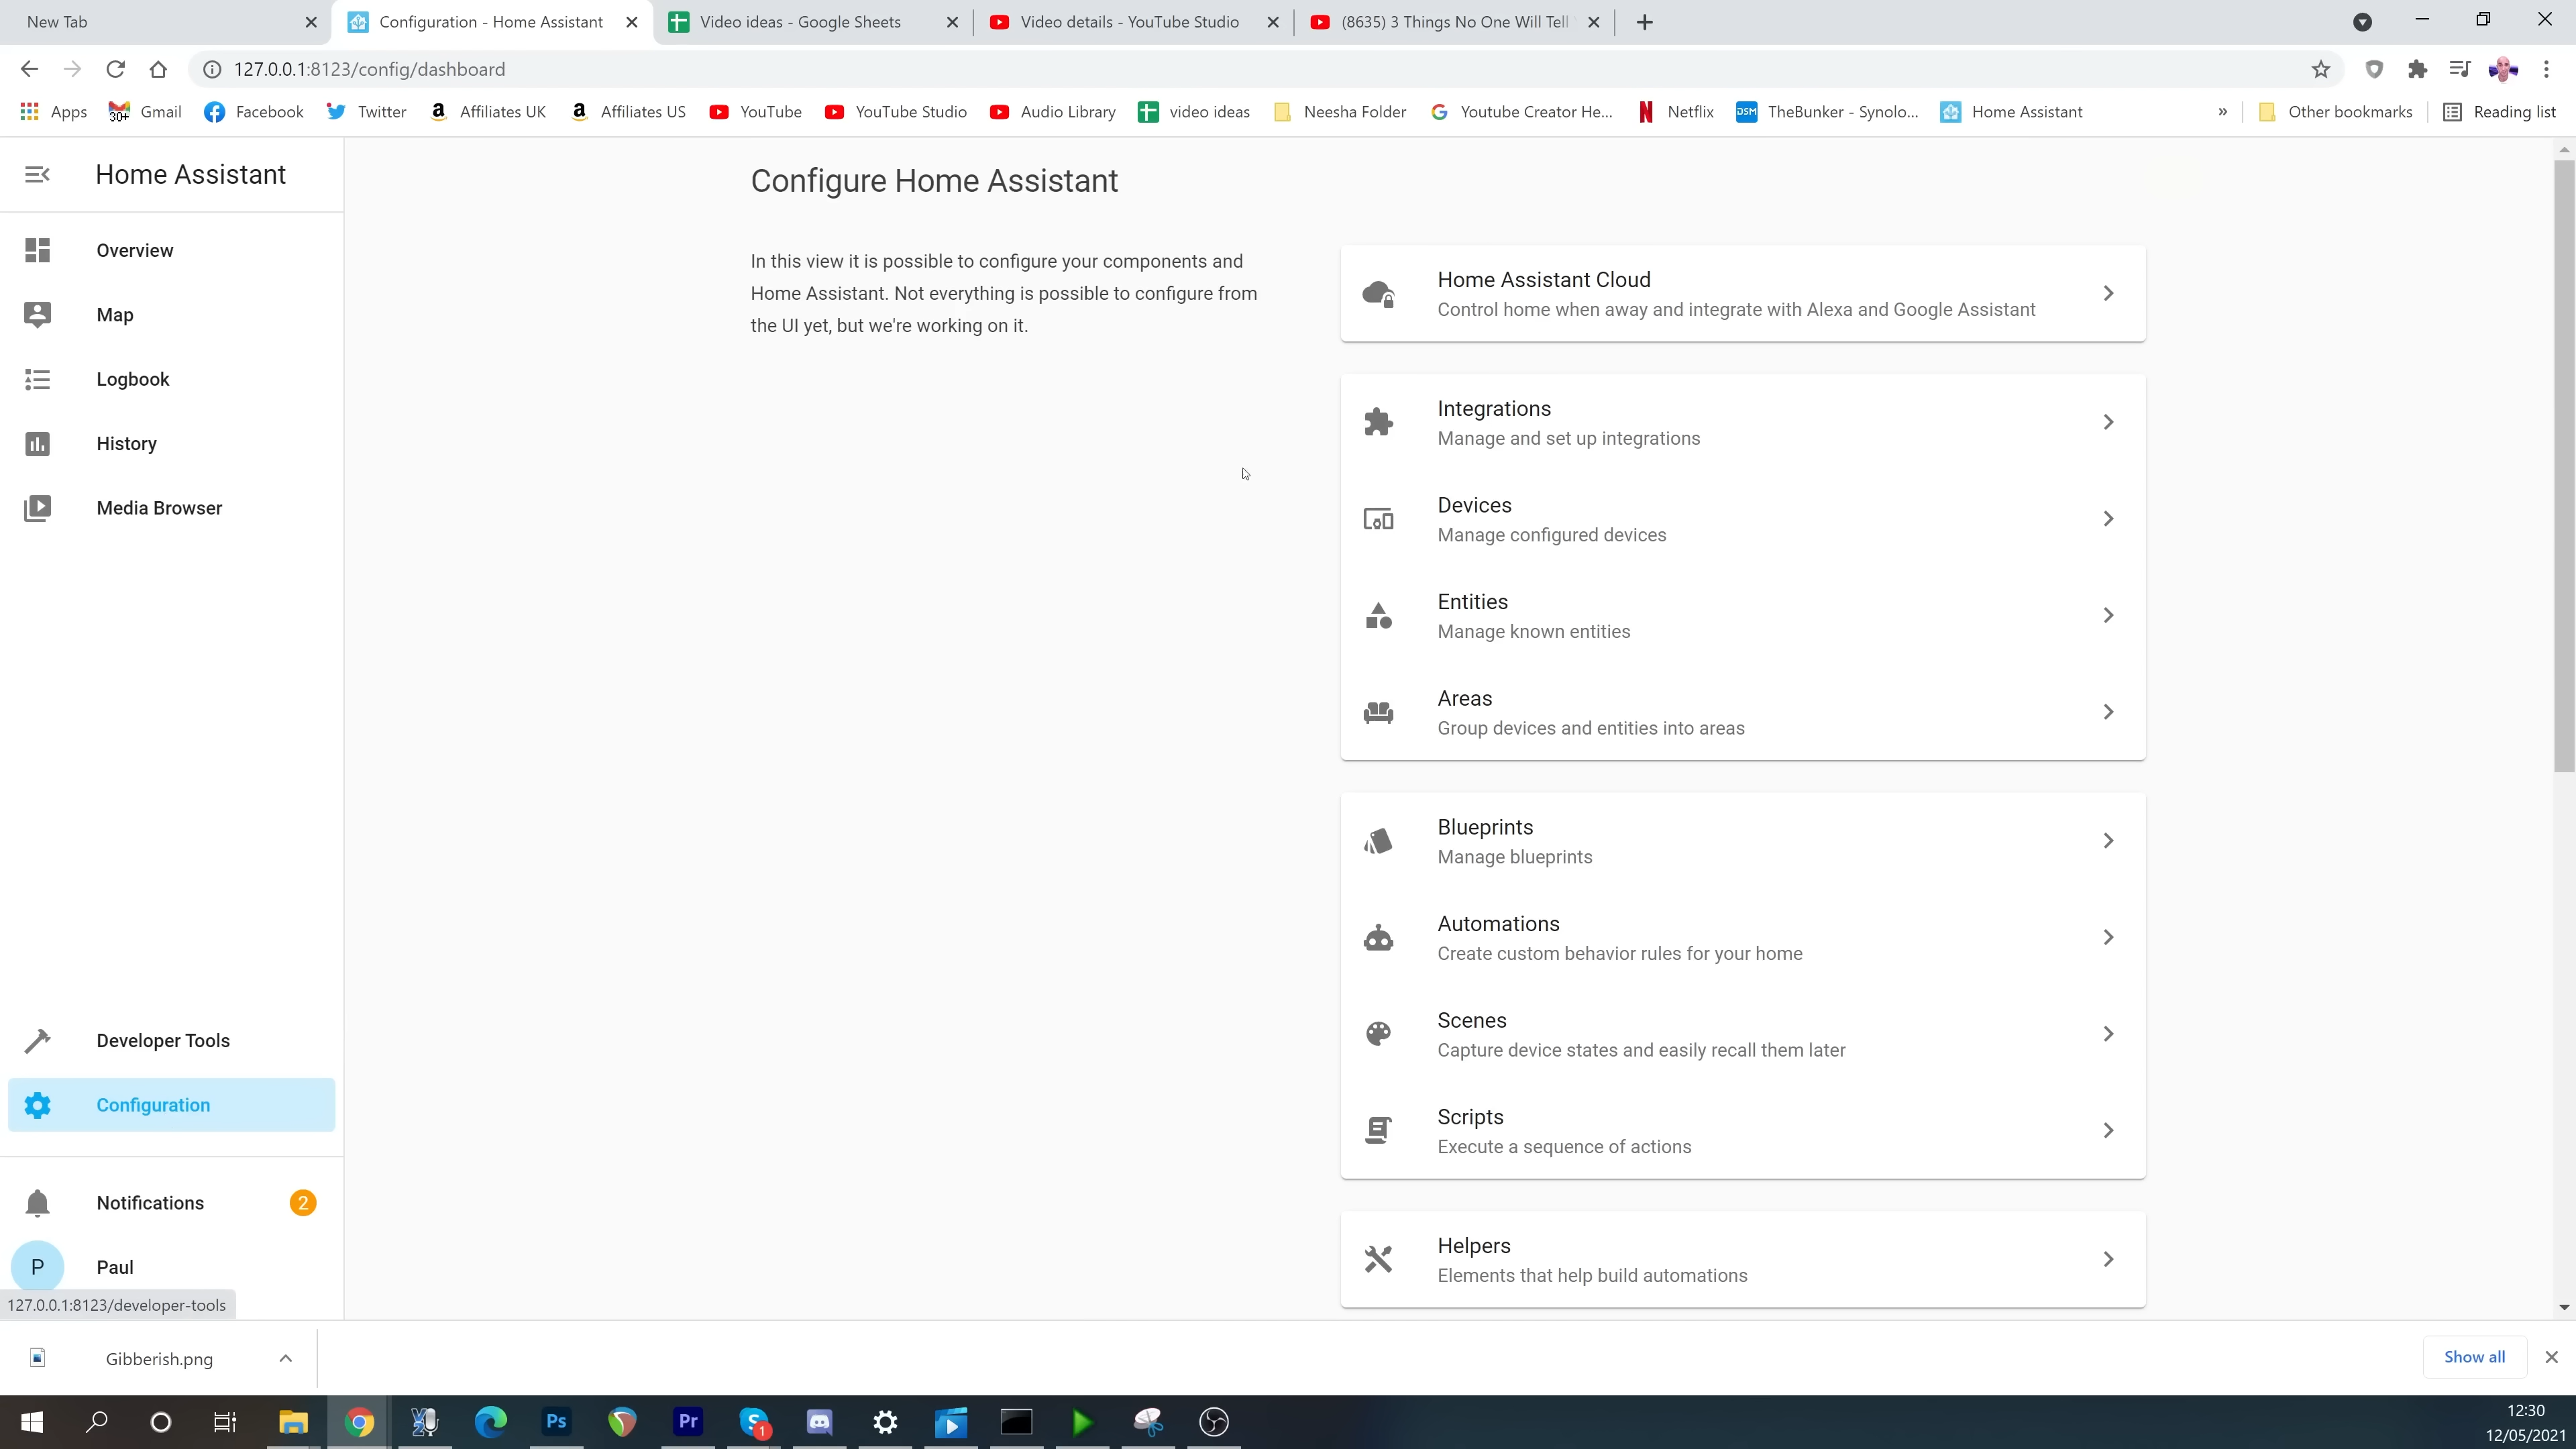 New Tab
Configuration - Home Assistant
Video ideas - Google Sheets
Video details - YouTube Studio
(8635) 3 Things No One Will Tell
127.0.0.1:8123/config/dashboard
Apps
30+
Gmail
Facebook
Twitter
a
Affiliates UK
a
Affiliates US
YouTube
YouTube Studio
Audio Library
video ideas
Neesha Folder
G
Youtube Creator He...
N
Netflix
DSM
TheBunker - Synolo...
Home Assistant
»
Other bookmarks
Reading list
Home Assistant
Overview
Map
Logbook
History
Media Browser
Developer Tools
Configuration
Notifications
2
P
Paul
127.0.0.1:8123/developer-tools
Configure Home Assistant
In this view it is possible to configure your components and
Home Assistant. Not everything is possible to configure from
the UI yet, but we're working on it.
Home Assistant Cloud
Control home when away and integrate with Alexa and Google Assistant
Integrations
Manage and set up integrations
Devices
Manage configured devices
Entities
Manage known entities
Areas
Group devices and entities into areas
Blueprints
Manage blueprints
Automations
Create custom behavior rules for your home
Scenes
Capture device states and easily recall them later
Scripts
Execute a sequence of actions
Helpers
Elements that help build automations
Gibberish.png
Show all
Ps
Pr
S
1
12:30
12/05/2021